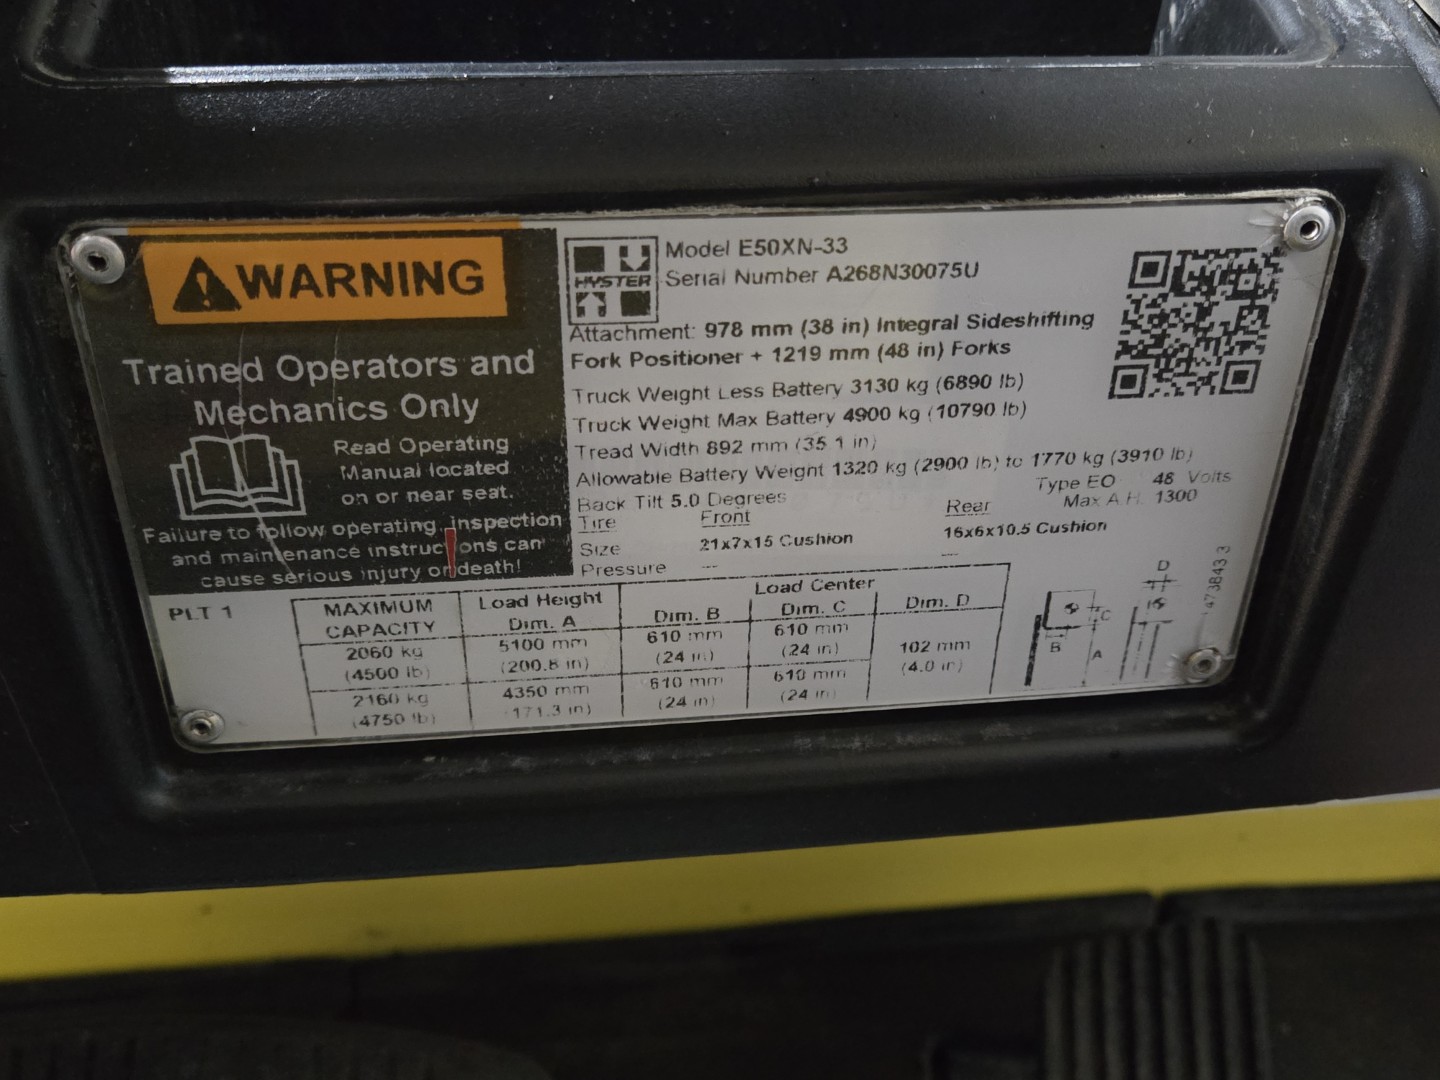 WARNING
Trained Operators and
Mechanics Only
Read Operating
Manual located
on or near seat.
Failure to follow operating, inspection
and maintenance instructions can
cause serious injury or death!
HYSTER
Model E50XN-33
Serial Number A268N30075U
Attachment: 978 mm (38 in) Integral Sideshifting
Fork Positioner + 1219 mm (48 in) Forks
Truck Weight Less Battery 3130 kg (6890 lb)
Truck Weight Max Battery 4900 kg (10790 lb)
Tread Width 892 mm (35.1 in)
Allowable Battery Weight 1320 kg (2900 lb) to 1770 kg (3910 lb)
Back Tilt 5.0 Degrees
Type EO 48 Volts
Max A.H. 1300
Tire Front Rear
Size 21x7x15 Cushion 16x6x10.5 Cushion
Pressure --- ---
PLT 1
MAXIMUM CAPACITY Load Height Dim. A Load Center
Dim. B Dim. C Dim. D
2060 kg 5100 mm 610 mm 610 mm 102 mm
(4500 lb) (200.8 in) (24 in) (24 in) (4.0 in)
2160 kg 4350 mm 610 mm 610 mm
(4750 lb) (171.3 in) (24 in) (24 in)
D
C
B
A